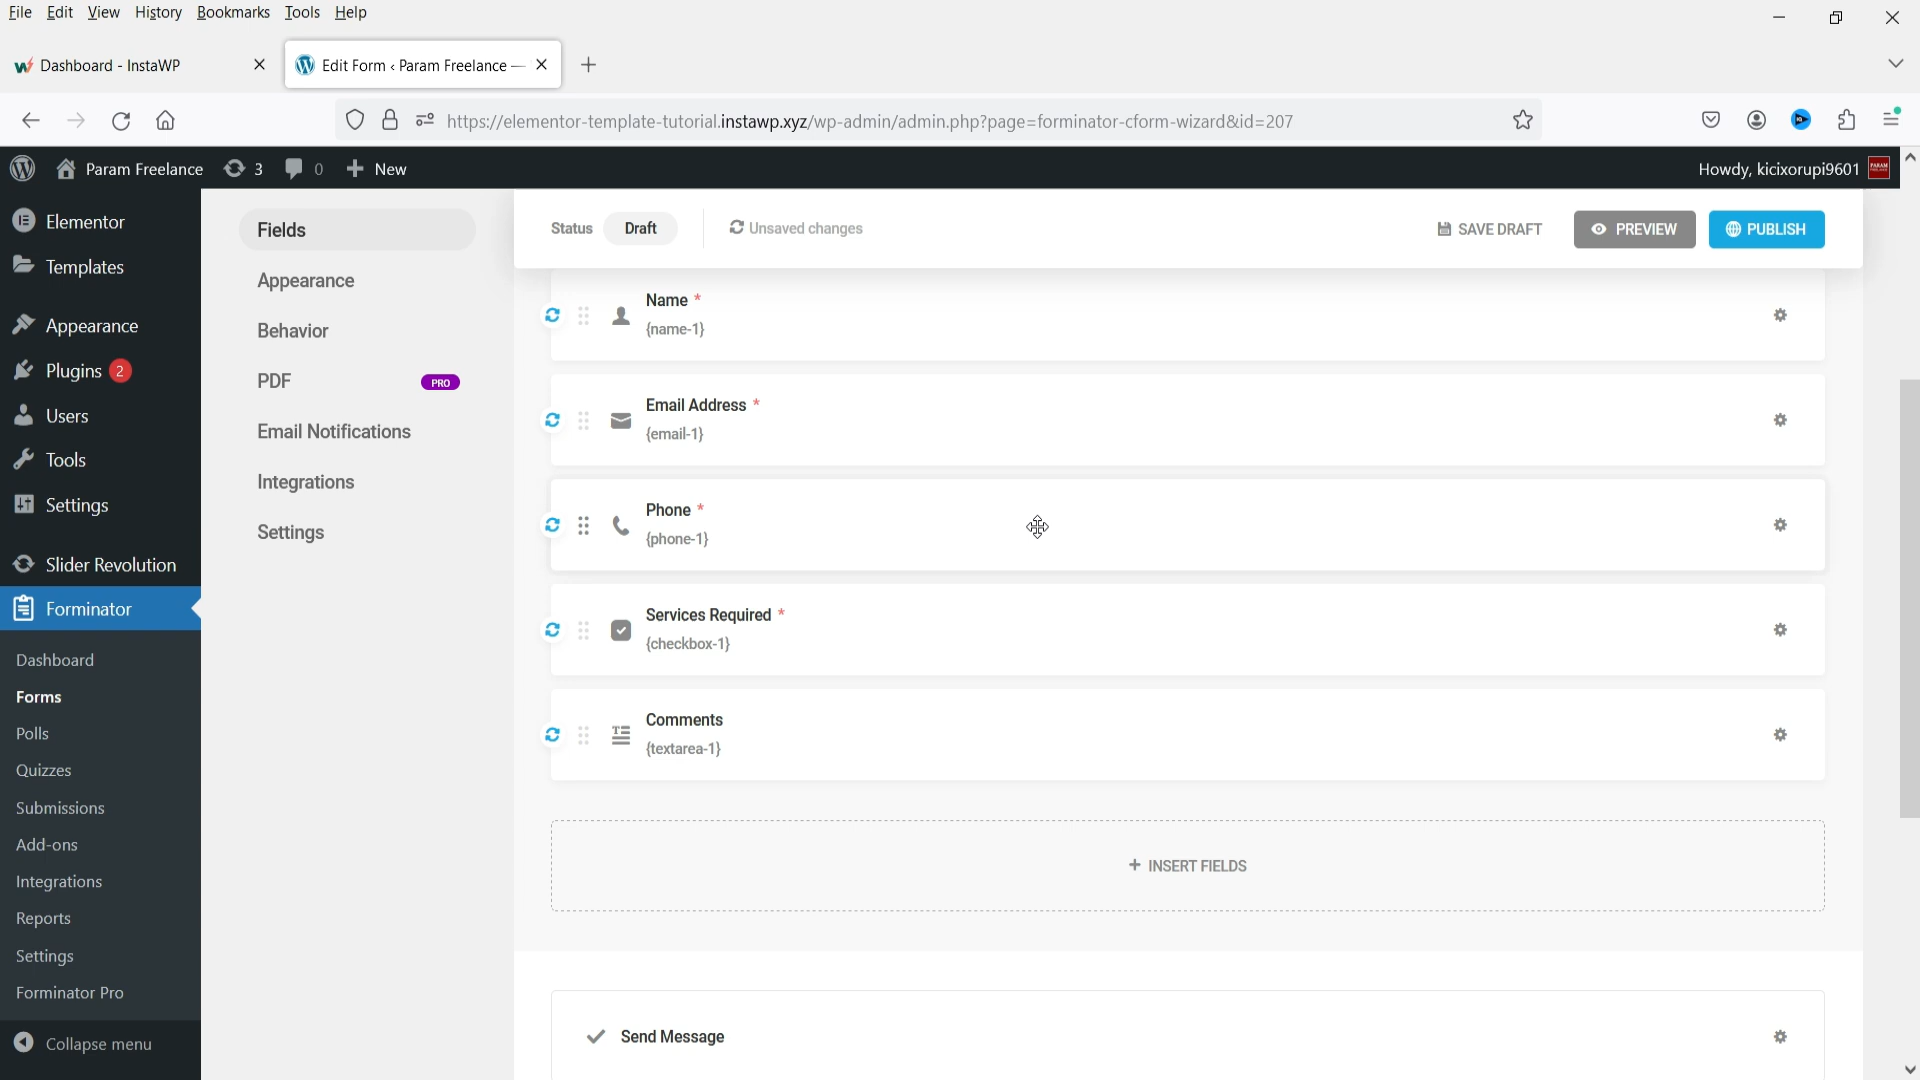 File Edit View History Bookmarks Tools Help
Dashboard - InstaWP
Edit Form ‹ Param Freelance —
https://elementor-template-tutorial.instawp.xyz/wp-admin/admin.php?page=forminator-cform-wizard&id=207
Param Freelance 3 0 + New Howdy, kicixorupi9601
Elementor
Templates
Appearance
Plugins 2
Users
Tools
Settings
Slider Revolution
Forminator
Dashboard
Forms
Polls
Quizzes
Submissions
Add-ons
Integrations
Reports
Settings
Forminator Pro
Collapse menu
Fields
Appearance
Behavior
PDF PRO
Email Notifications
Integrations
Settings
Status Draft Unsaved changes SAVE DRAFT PREVIEW PUBLISH
Name *
{name-1}
Email Address *
{email-1}
Phone *
{phone-1}
Services Required *
{checkbox-1}
Comments
{textarea-1}
+ INSERT FIELDS
Send Message